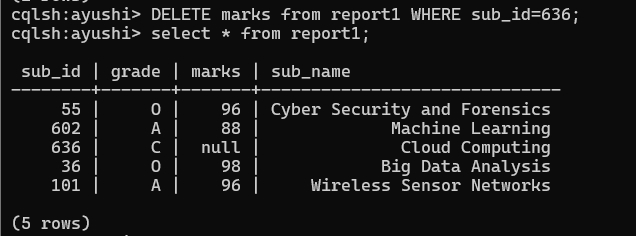 cqlsh:ayushi> DELETE marks from report1 WHERE sub_id=636;
cqlsh:ayushi> select * from report1;
sub_id | grade | marks | sub_name
--------+-------+-------+-----------------------------
55 | O | 96 | Cyber Security and Forensics
602 | A | 88 | Machine Learning
636 | C | null | Cloud Computing
36 | O | 98 | Big Data Analysis
101 | A | 96 | Wireless Sensor Networks
(5 rows)